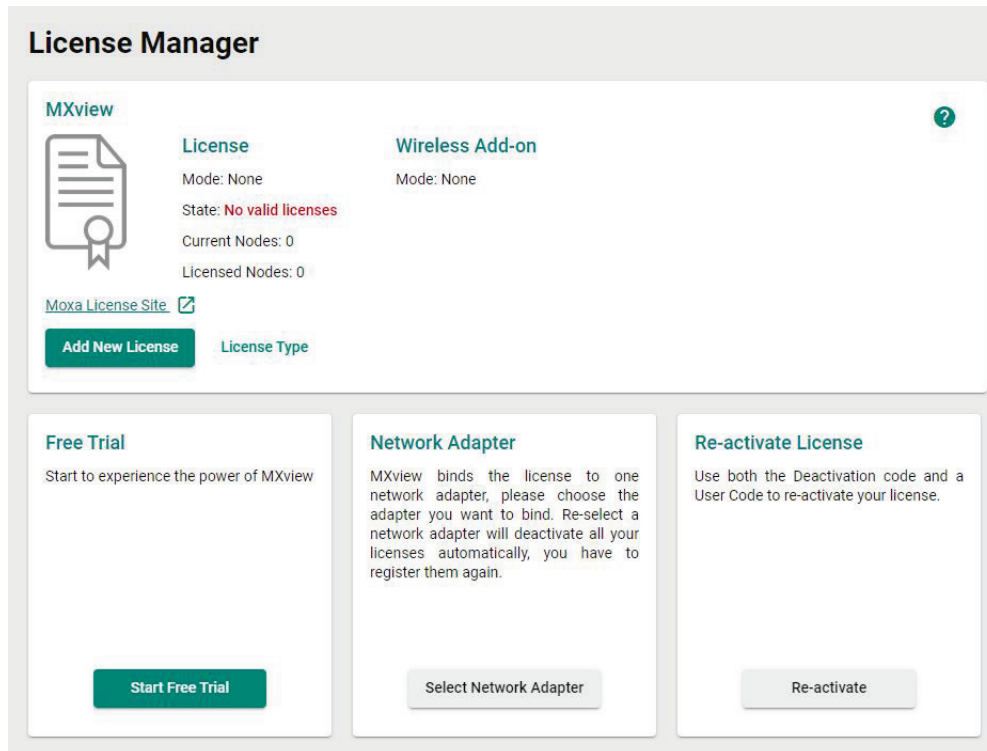 License Manager
MXview
License
Mode: None
State: No valid licenses
Current Nodes: 0
Licensed Nodes: 0
Wireless Add-on
Mode: None
?
Moxa License Site
Add New License
License Type
Free Trial
Start to experience the power of MXview
Start Free Trial
Network Adapter
MXview binds the license to one
network adapter, please choose the
adapter you want to bind. Re-select a
network adapter will deactivate all your
licenses automatically, you have to
register them again.
Select Network Adapter
Re-activate License
Use both the Deactivation code and a
User Code to re-activate your license.
Re-activate